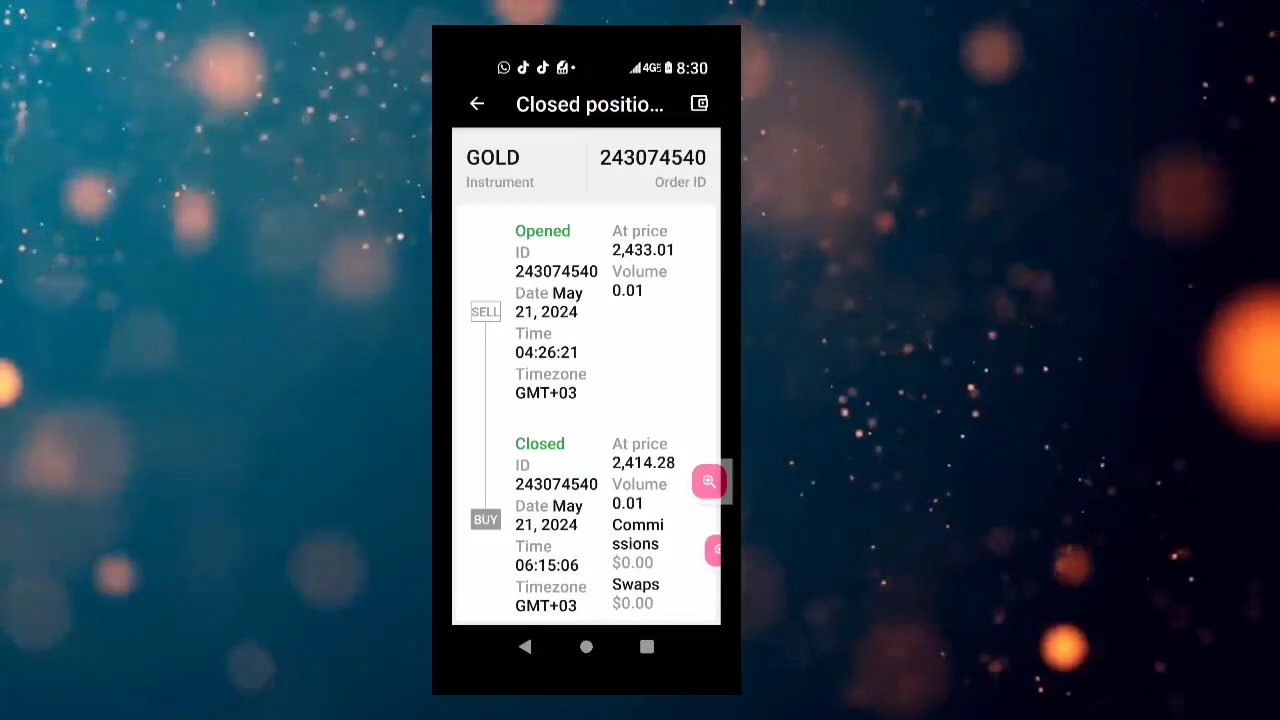 4G 8:30
Closed positio...
GOLD 243074540
Instrument Order ID
Opened
ID
243074540
Date May
21, 2024
Time
04:26:21
Timezone
GMT+03
At price
2,433.01
Volume
0.01
SELL
Closed
ID
243074540
Date May
21, 2024
Time
06:15:06
Timezone
GMT+03
At price
2,414.28
Volume
0.01
Commi
ssions
$0.00
Swaps
$0.00
BUY